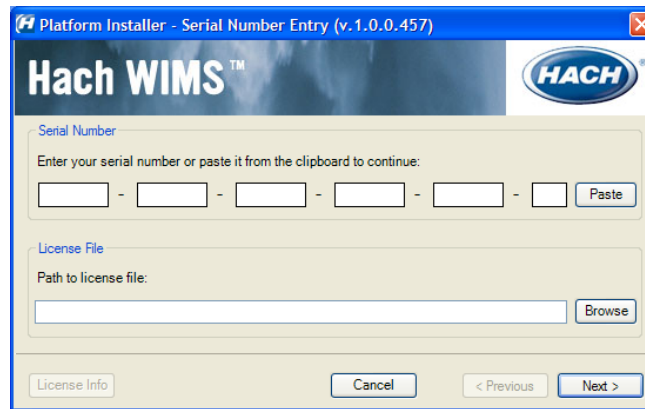 Platform Installer - Serial Number Entry (v.1.0.0.457)
Hach WIMS™
HACH®
Serial Number
Enter your serial number or paste it from the clipboard to continue:
- - - - - Paste
License File
Path to license file:
Browse
License Info Cancel < Previous Next >